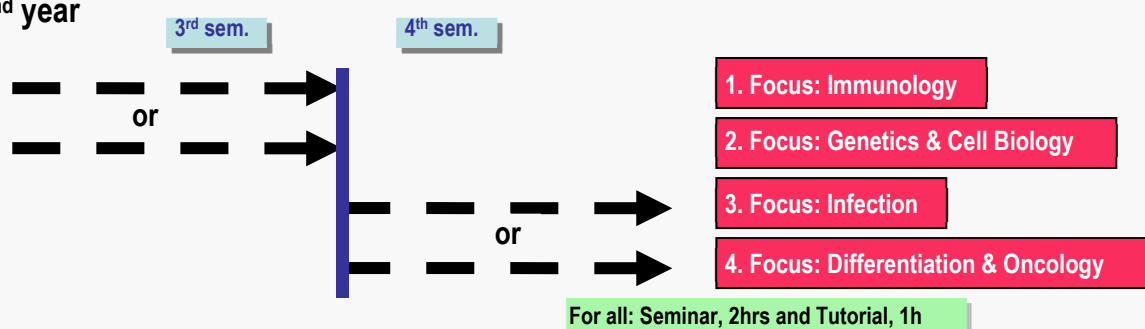 nd year
3rd sem.
4th sem.
1. Focus: Immunology
or
2. Focus: Genetics & Cell Biology
3. Focus: Infection
or
4. Focus: Differentiation & Oncology
For all: Seminar, 2hrs and Tutorial, 1h